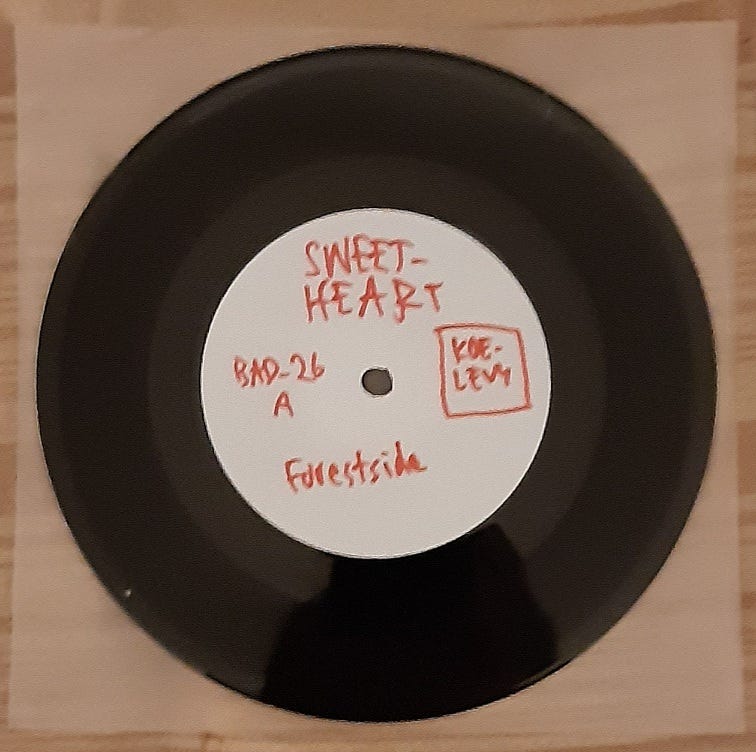 SWEET-
HEART
BAD-26
A
KOE-
LEVY
Forestside